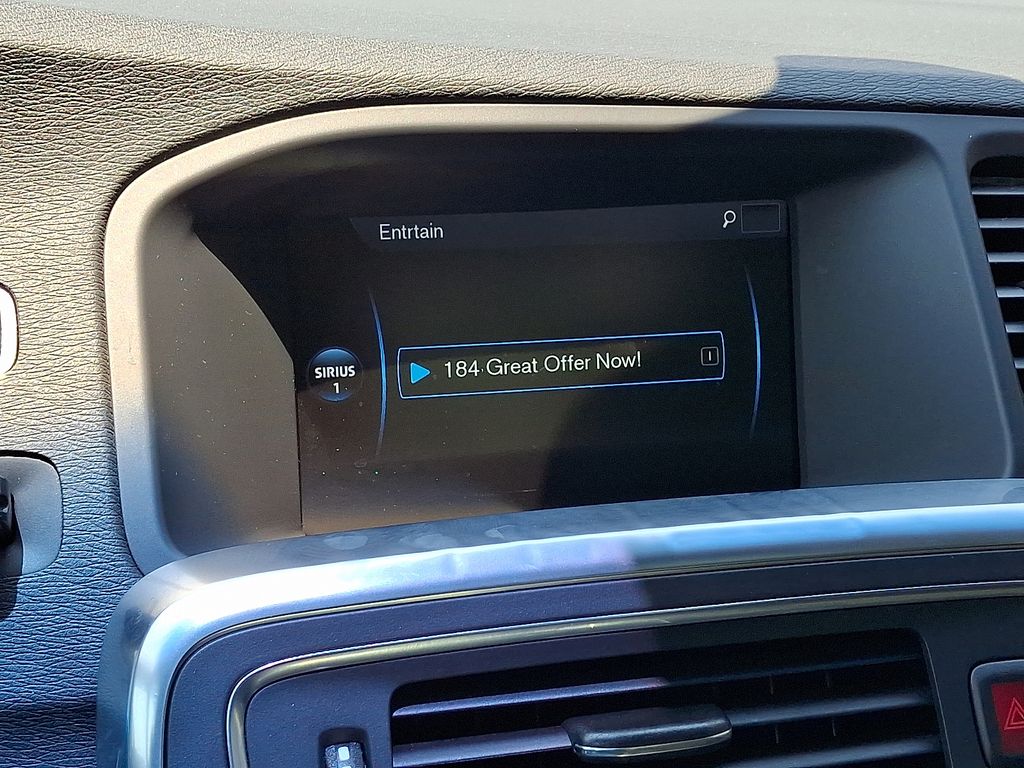 Entrtain
SIRIUS
1
184 Great Offer Now!
I